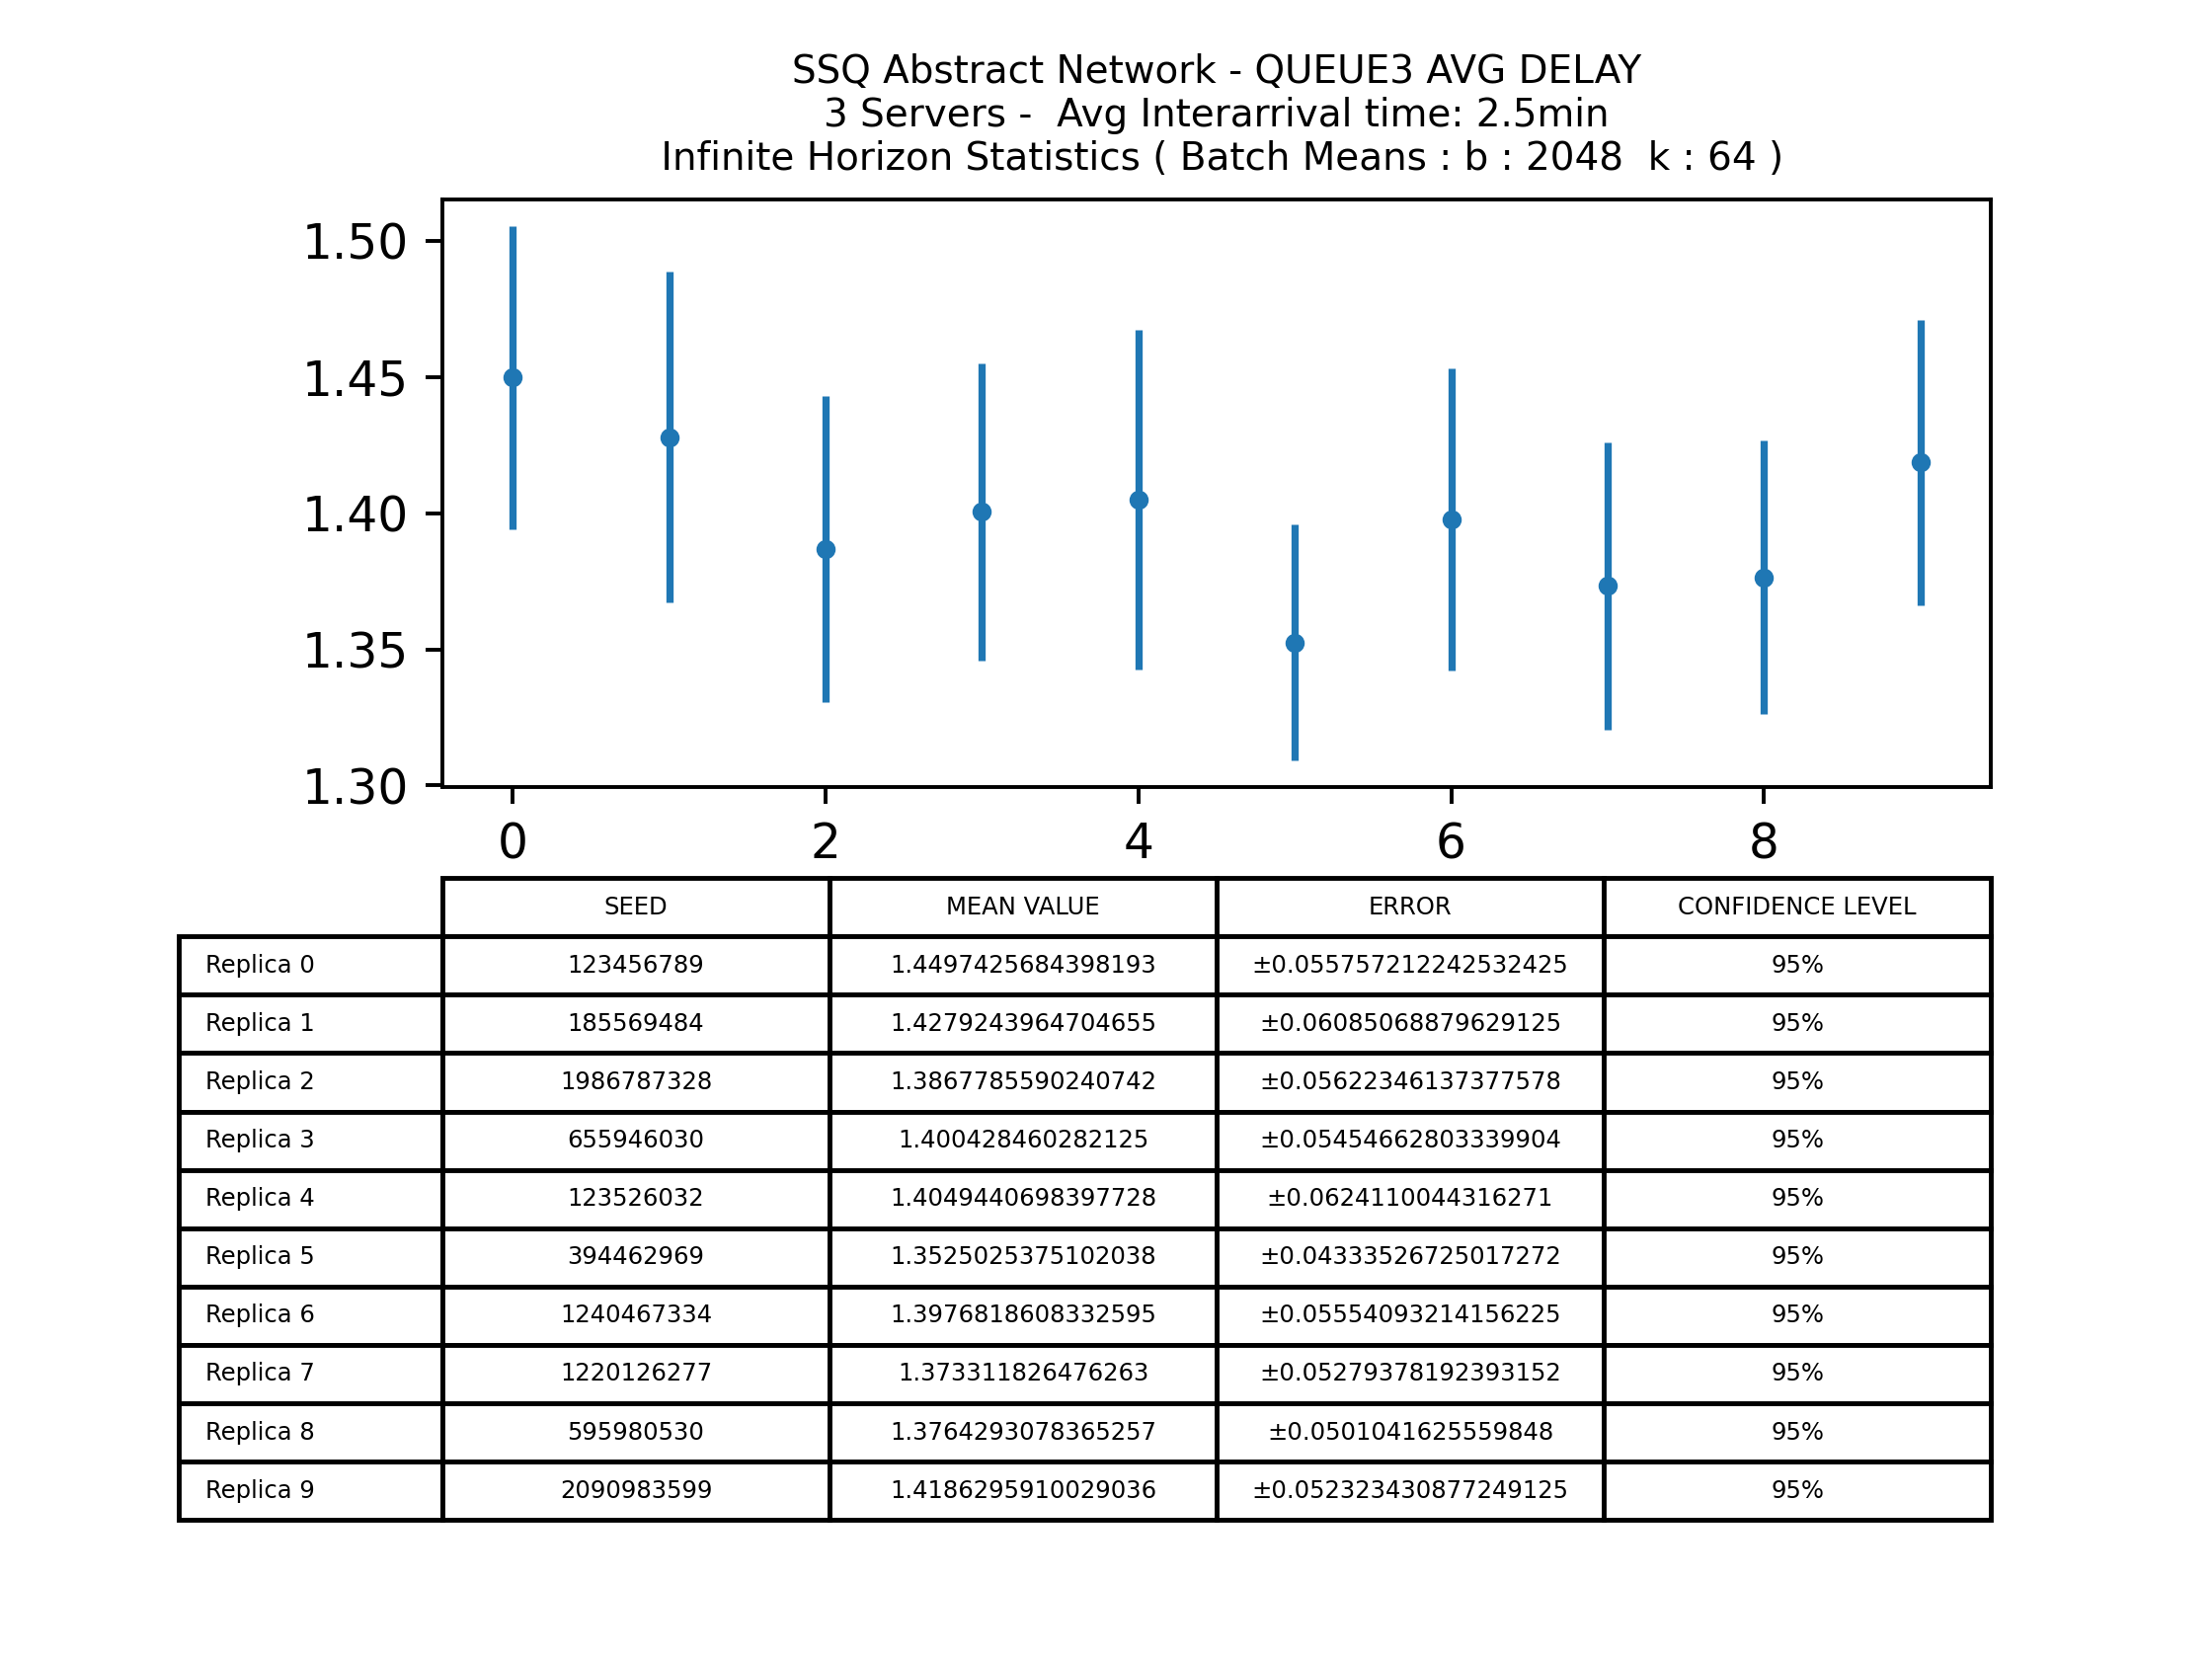 SSQ Abstract Network - QUEUE3 AVG DELAY
3 Servers -  Avg Interarrival time: 2.5min
Infinite Horizon Statistics ( Batch Means : b : 2048  k : 64 )
1.50
1.45
1.40
1.35
1.30
0 2 4 6 8
SEED MEAN VALUE ERROR CONFIDENCE LEVEL
Replica 0 123456789 1.4497425684398193 ±0.055757212242532425 95%
Replica 1 185569484 1.4279243964704655 ±0.06085068879629125 95%
Replica 2 1986787328 1.3867785590240742 ±0.05622346137377578 95%
Replica 3 655946030 1.400428460282125 ±0.05454662803339904 95%
Replica 4 123526032 1.4049440698397728 ±0.0624110044316271 95%
Replica 5 394462969 1.3525025375102038 ±0.04333526725017272 95%
Replica 6 1240467334 1.3976818608332595 ±0.05554093214156225 95%
Replica 7 1220126277 1.373311826476263 ±0.05279378192393152 95%
Replica 8 595980530 1.3764293078365257 ±0.0501041625559848 95%
Replica 9 2090983599 1.4186295910029036 ±0.052323430877249125 95%